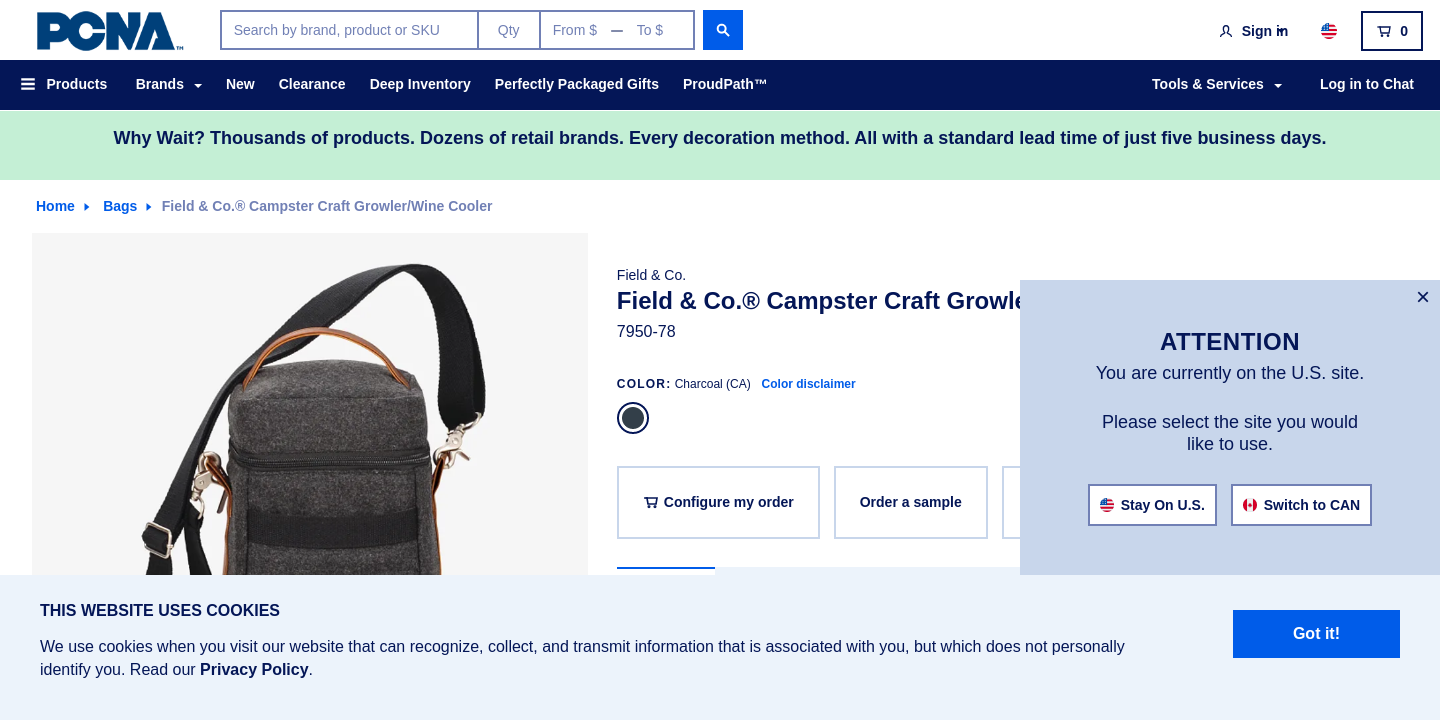 PCNA™
Search by brand, product or SKU
Qty
From $ — To $
Sign in
0
Products
Brands
New
Clearance
Deep Inventory
Perfectly Packaged Gifts
ProudPath™
Tools & Services
Log in to Chat
Why Wait? Thousands of products. Dozens of retail brands. Every decoration method. All with a standard lead time of just five business days.
Home
Bags
Field & Co.® Campster Craft Growler/Wine Cooler
Field & Co.
Field & Co.® Campster Craft
7950-78
COLOR: Charcoal (CA) Color disclaimer
Configure my order
Order a sample
×
ATTENTION
You are currently on the U.S. site.
Please select the site you would
like to use.
Stay On U.S.
Switch to CAN
THIS WEBSITE USES COOKIES
We use cookies when you visit our website that can recognize, collect, and transmit information that is associated with you, but which does not personally
identify you. Read our Privacy Policy.
Got it!